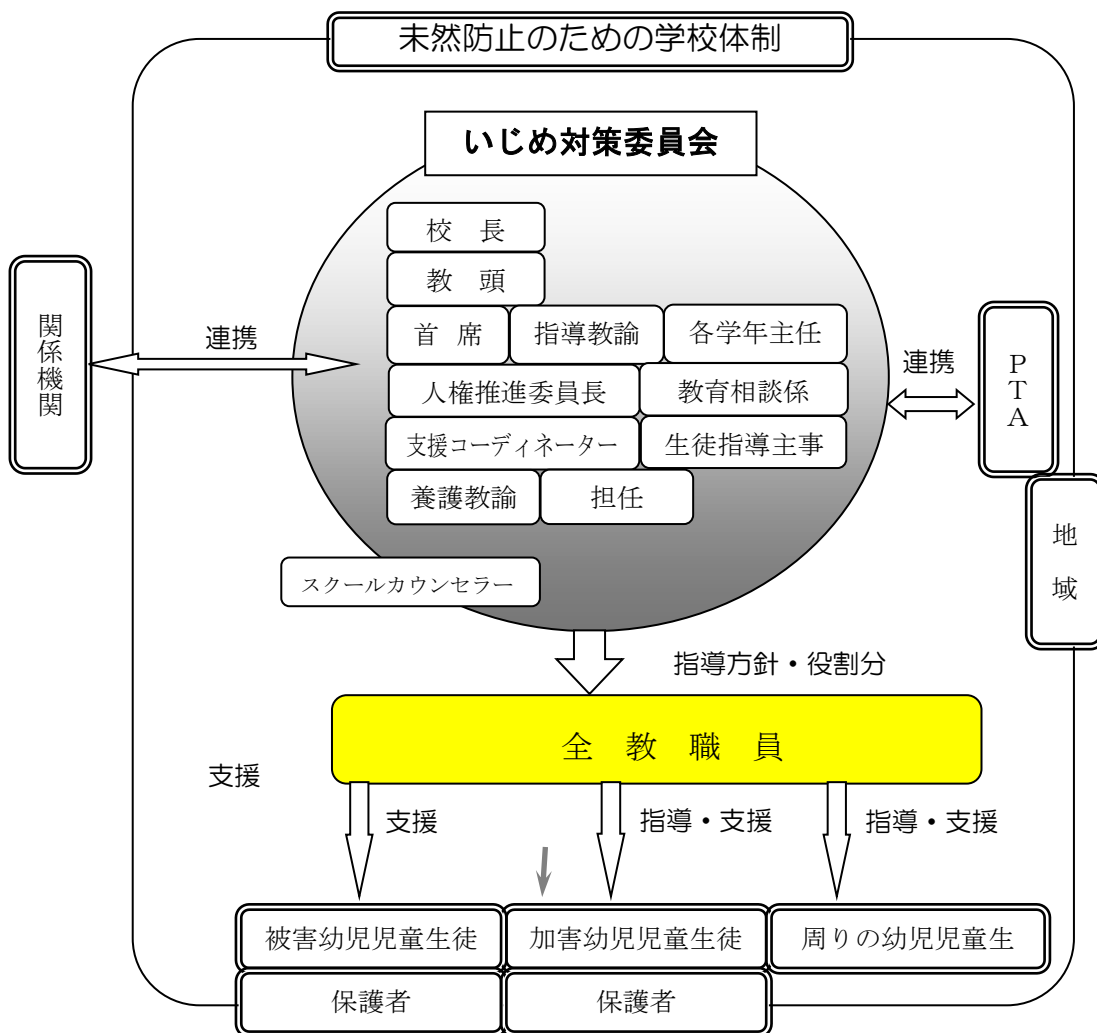 未然防止のための学校体制
いじめ対策委員会
校 長
教 頭
首 席
指導教諭
各学年主任
人権推進委員長
教育相談係
支援コーディネーター
生徒指導主事
養護教諭
担任
スクールカウンセラー
関係機関
連携
連携
PTA
地域
指導方針・役割分
全 教 職 員
支援
支援
指導・支援
指導・支援
被害幼児児童生徒
加害幼児児童生徒
周りの幼児児童生
保護者
保護者